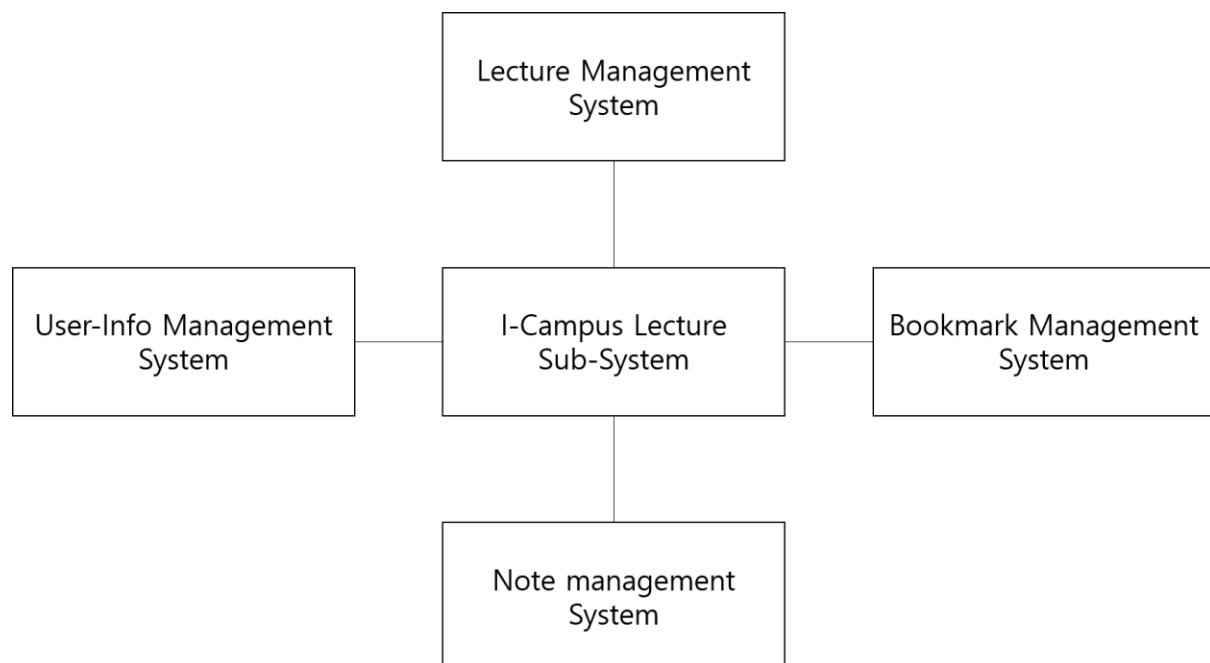 Lecture Management
System
User-Info Management
System
I-Campus Lecture
Sub-System
Bookmark Management
System
Note management
System